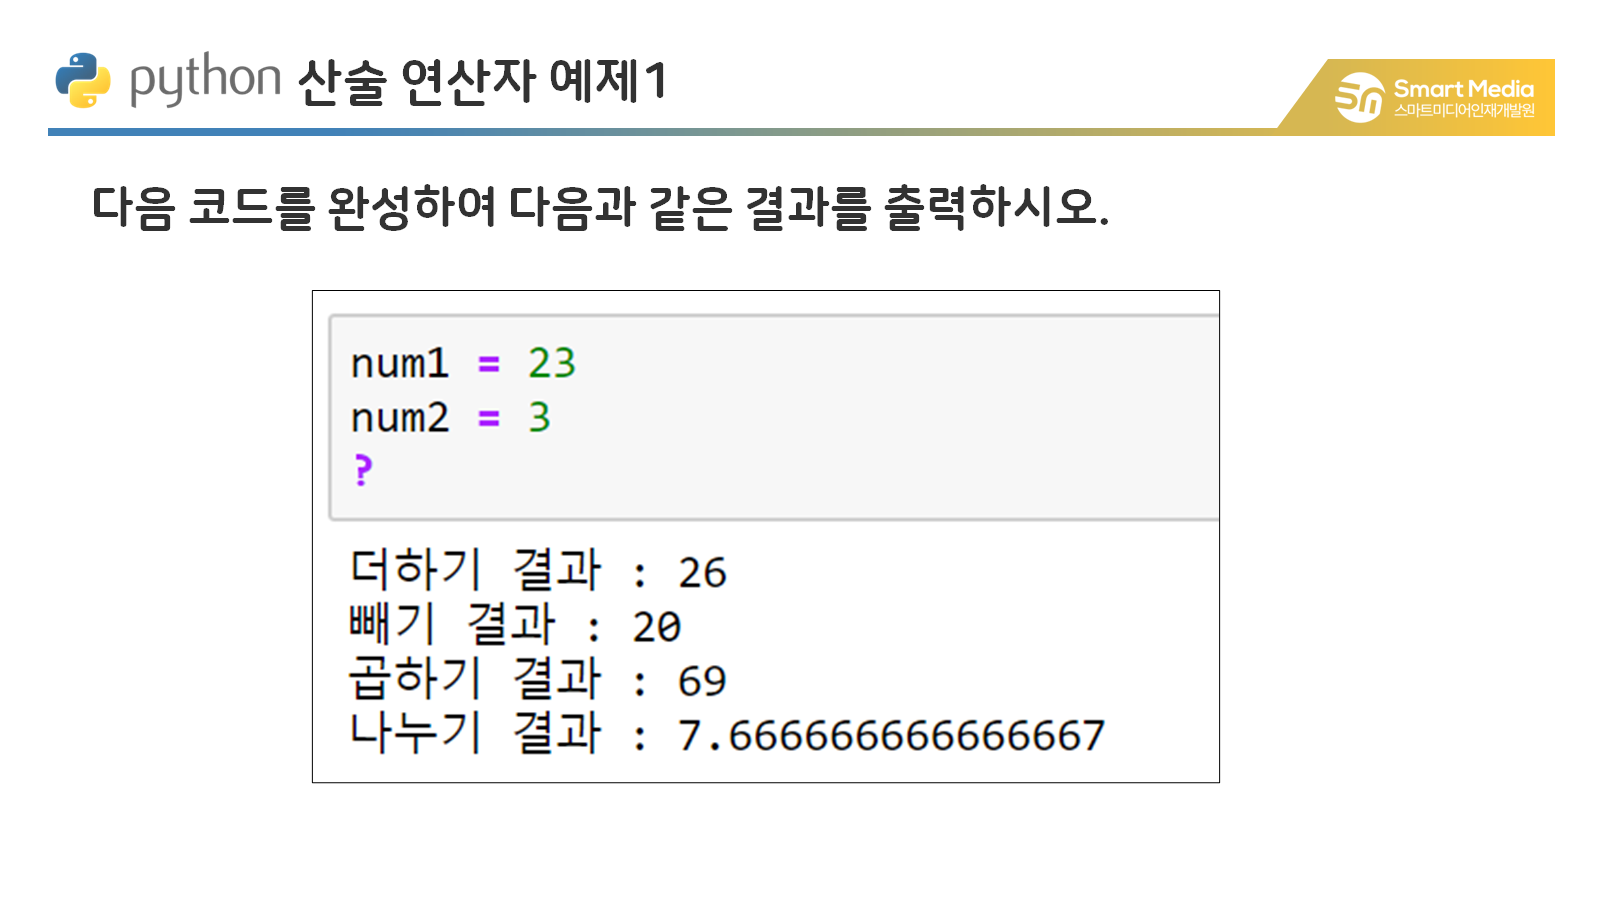 python 산술 연산자 예제1
Smart Media
스마트미디어인재개발원
다음 코드를 완성하여 다음과 같은 결과를 출력하시오.
num1 = 23
num2 = 3
?
더하기 결과 : 26
빼기 결과 : 20
곱하기 결과 : 69
나누기 결과 : 7.666666666666667